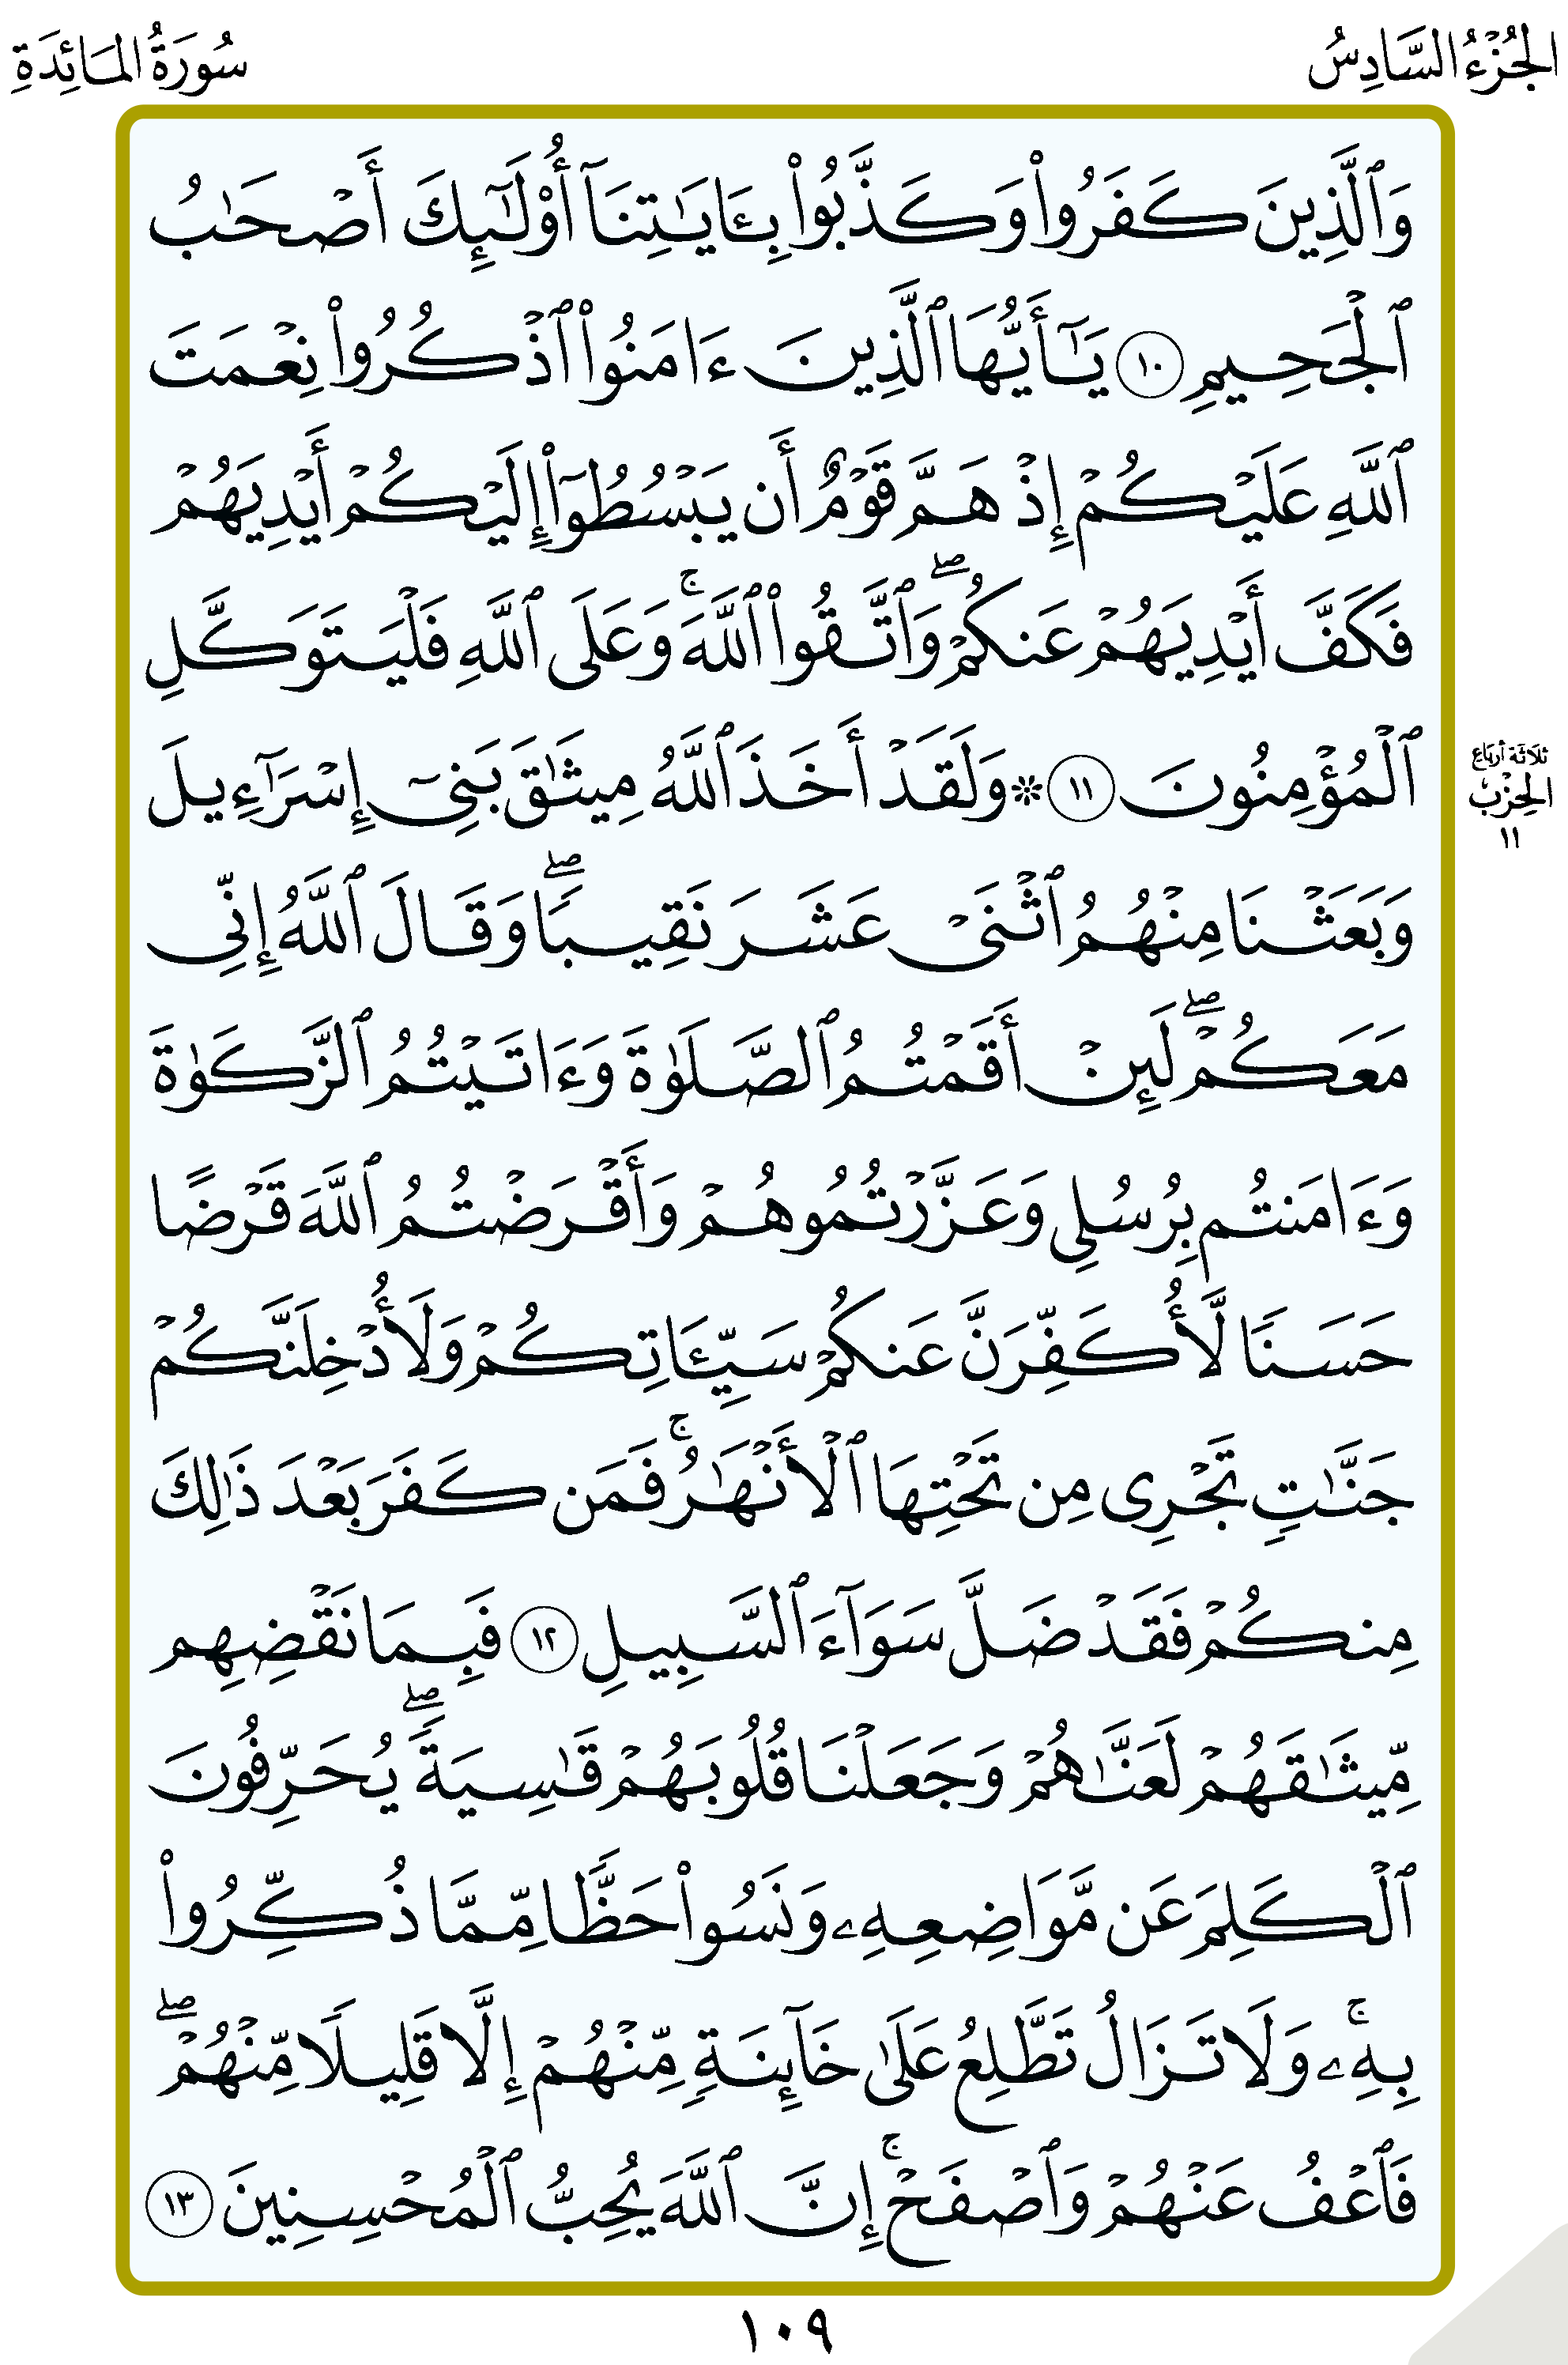 الجُزْءُ السَّادِسُ
سُورَةُ المَائِدَةِ
وَٱلَّذِينَ كَفَرُوا۟ وَكَذَّبُوا۟ بِـَٔايَـٰتِنَآ أُو۟لَـٰٓئِكَ أَصْحَـٰبُ
ٱلْجَحِيمِ ١٠ يَـٰٓأَيُّهَا ٱلَّذِينَ ءَامَنُوا۟ ٱذْكُرُوا۟ نِعْمَتَ
ٱللَّهِ عَلَيْكُمْ إِذْ هَمَّ قَوْمٌ أَن يَبْسُطُوٓا۟ إِلَيْكُمْ أَيْدِيَهُمْ
فَكَفَّ أَيْدِيَهُمْ عَنكُمْ ۖ وَٱتَّقُوا۟ ٱللَّهَ ۚ وَعَلَى ٱللَّهِ فَلْيَتَوَكَّلِ
ٱلْمُؤْمِنُونَ ١١ ۞ وَلَقَدْ أَخَذَ ٱللَّهُ مِيثَـٰقَ بَنِىٓ إِسْرَٰٓءِيلَ
ثلاثة أرباع
الحِزْب
١١
وَبَعَثْنَا مِنْهُمُ ٱثْنَىْ عَشَرَ نَقِيبًا ۖ وَقَالَ ٱللَّهُ إِنِّى
مَعَكُمْ ۖ لَئِنْ أَقَمْتُمُ ٱلصَّلَوٰةَ وَءَاتَيْتُمُ ٱلزَّكَوٰةَ
وَءَامَنتُم بِرُسُلِى وَعَزَّرْتُمُوهُمْ وَأَقْرَضْتُمُ ٱللَّهَ قَرْضًا
حَسَنًا لَّأُكَفِّرَنَّ عَنكُمْ سَيِّـَٔاتِكُمْ وَلَأُدْخِلَنَّكُمْ
جَنَّـٰتٍ تَجْرِى مِن تَحْتِهَا ٱلْأَنْهَـٰرُ ۚ فَمَن كَفَرَ بَعْدَ ذَٰلِكَ
مِنكُمْ فَقَدْ ضَلَّ سَوَآءَ ٱلسَّبِيلِ ١٢ فَبِمَا نَقْضِهِم
مِّيثَـٰقَهُمْ لَعَنَّـٰهُمْ وَجَعَلْنَا قُلُوبَهُمْ قَـٰسِيَةً ۖ يُحَرِّفُونَ
ٱلْكَلِمَ عَن مَّوَاضِعِهِۦ وَنَسُوا۟ حَظًّا مِّمَّا ذُكِّرُوا۟
بِهِۦ ۚ وَلَا تَزَالُ تَطَّلِعُ عَلَىٰ خَآئِنَةٍ مِّنْهُمْ إِلَّا قَلِيلًا مِّنْهُمْ ۖ
فَٱعْفُ عَنْهُمْ وَٱصْفَحْ ۚ إِنَّ ٱللَّهَ يُحِبُّ ٱلْمُحْسِنِينَ ١٣
١٠٩